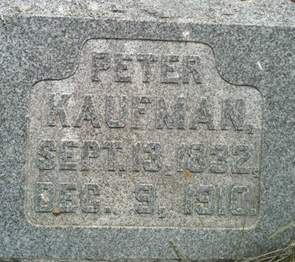 PETER
KAUFMAN,
SEPT. 13, 1832.
DEC. 9, 1910.